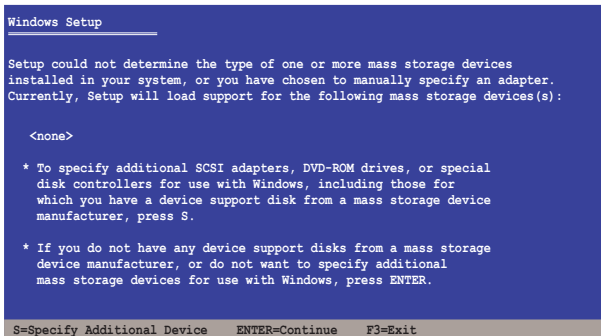 Windows Setup
Setup could not determine the type of one or more mass storage devices
installed in your system, or you have chosen to manually specify an adapter.
Currently, Setup will load support for the following mass storage devices(s):
<none>
* To specify additional SCSI adapters, DVD-ROM drives, or special
disk controllers for use with Windows, including those for
which you have a device support disk from a mass storage device
manufacturer, press S.
* If you do not have any device support disks from a mass storage
device manufacturer, or do not want to specify additional
mass storage devices for use with Windows, press ENTER.
S=Specify Additional Device ENTER=Continue F3=Exit